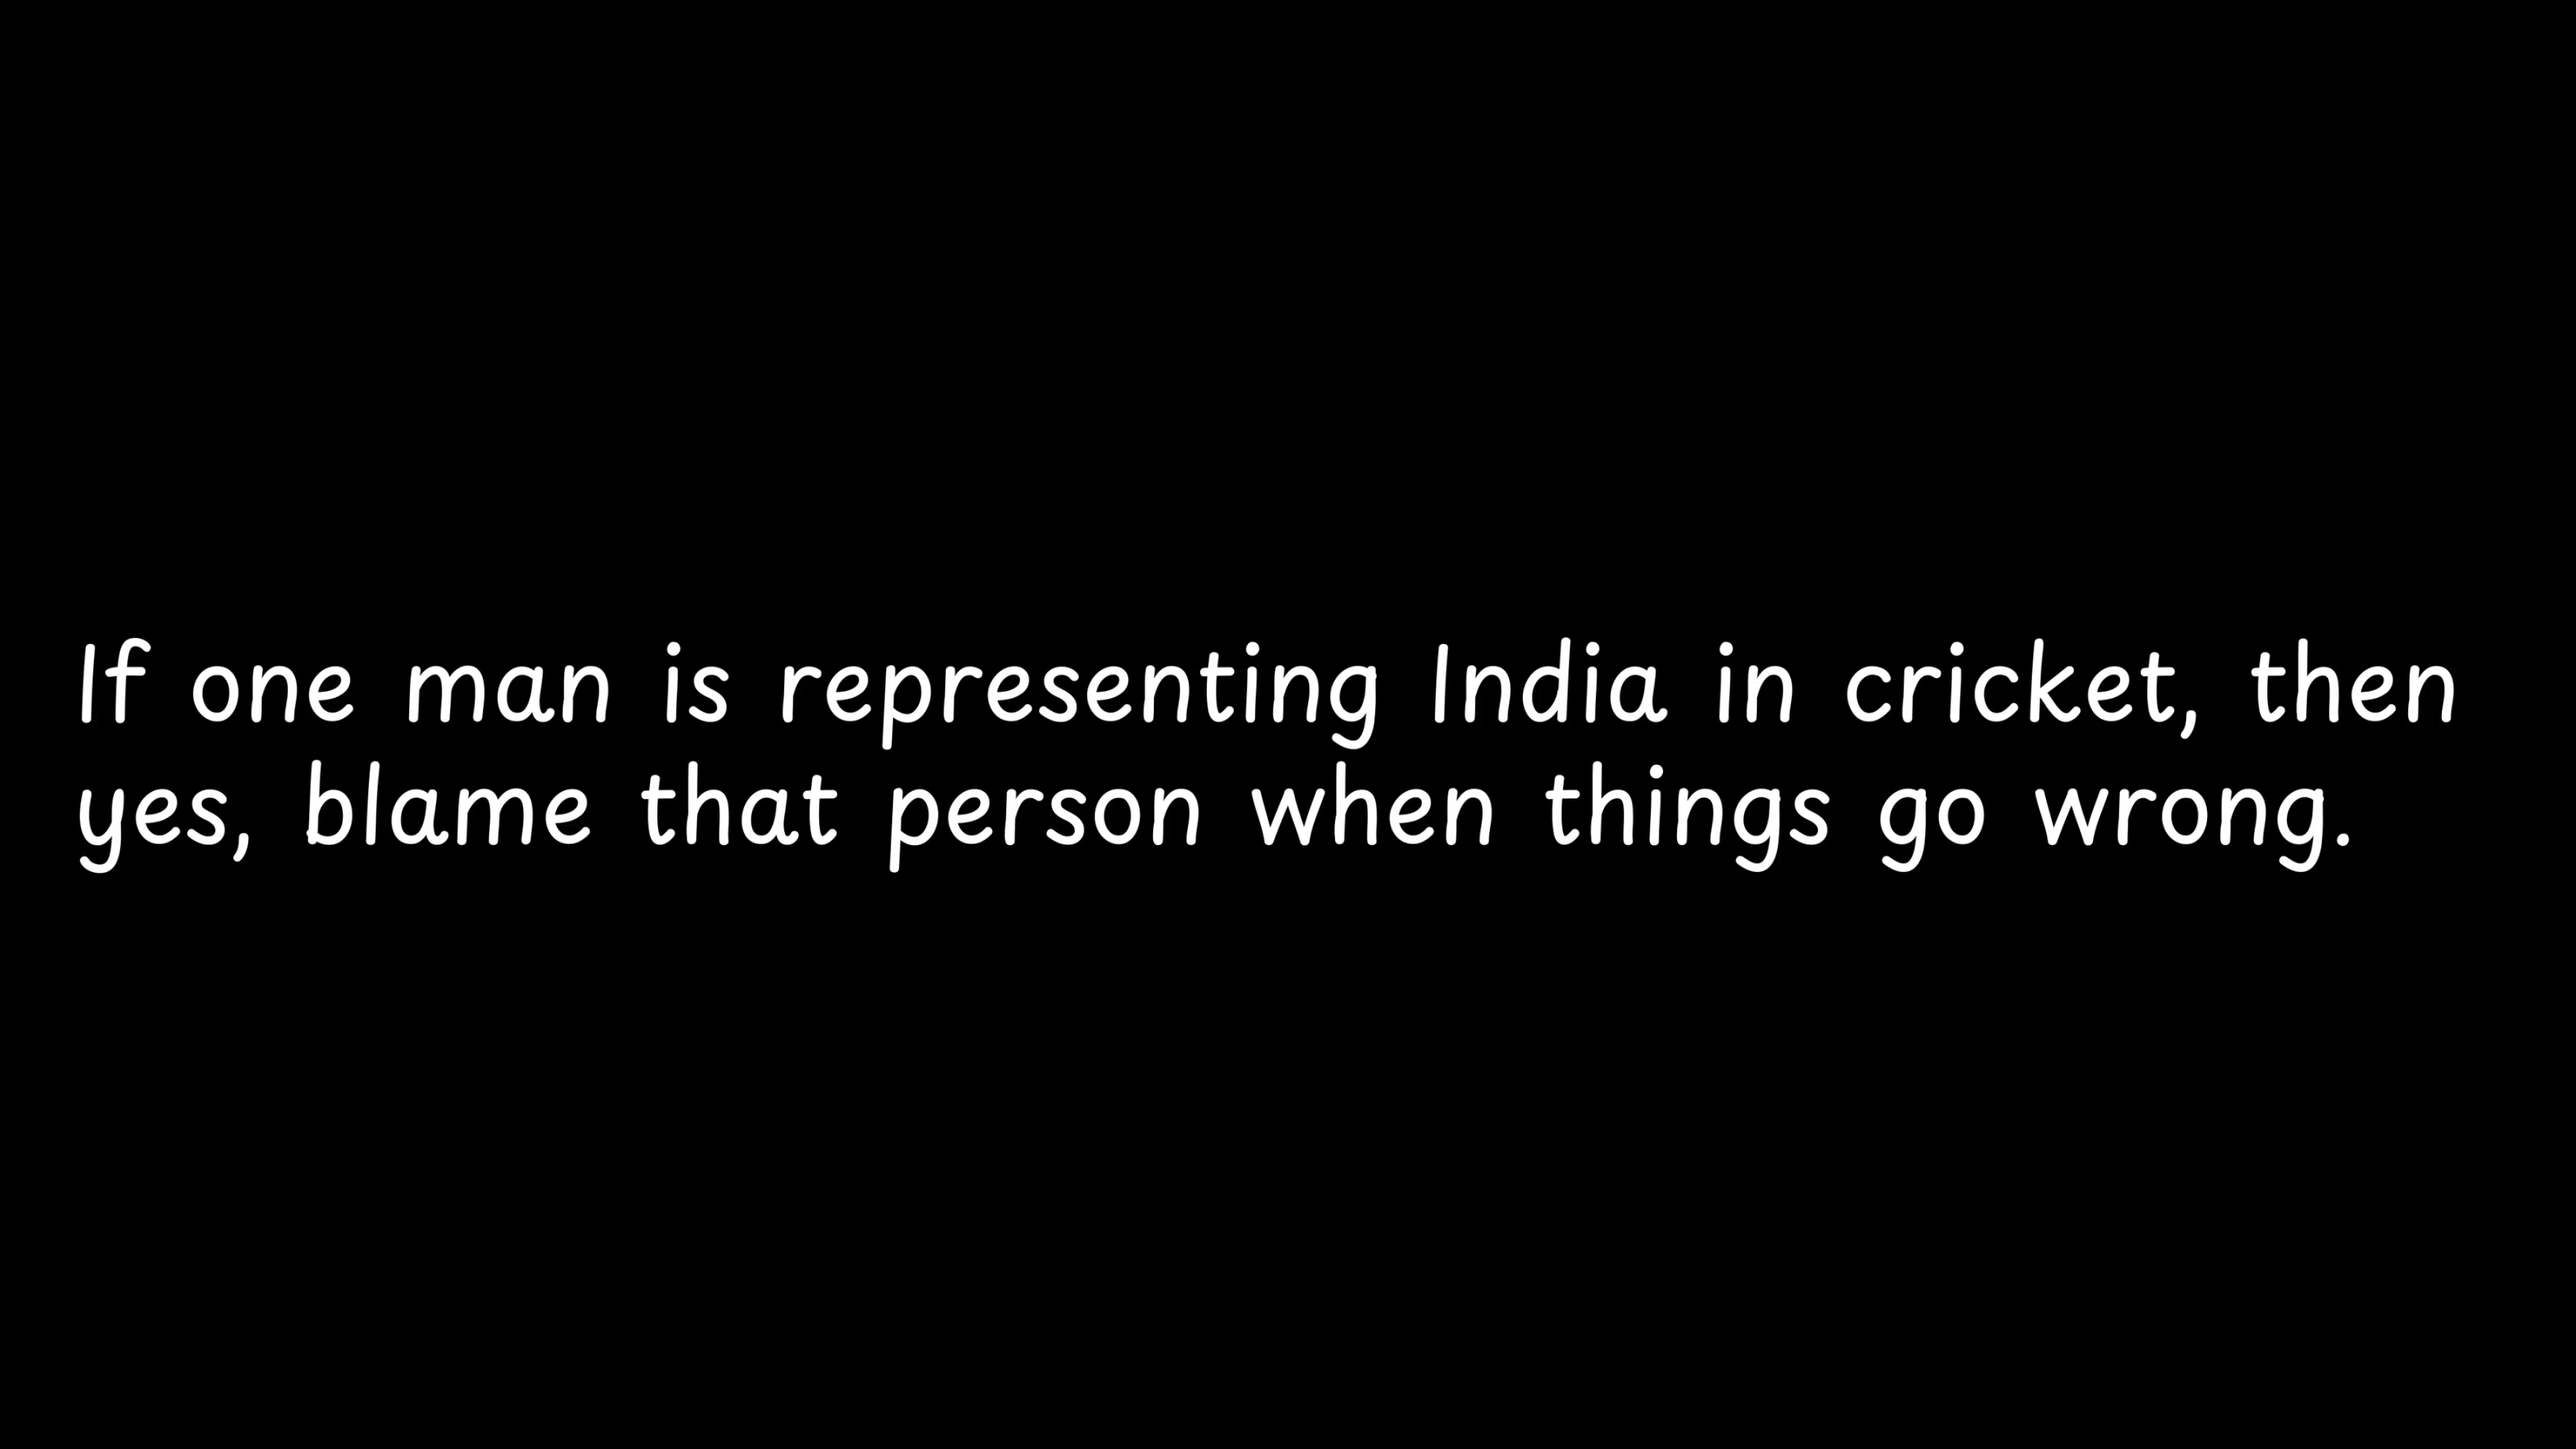 If one man is representing India in cricket, then
yes, blame that person when things go wrong.